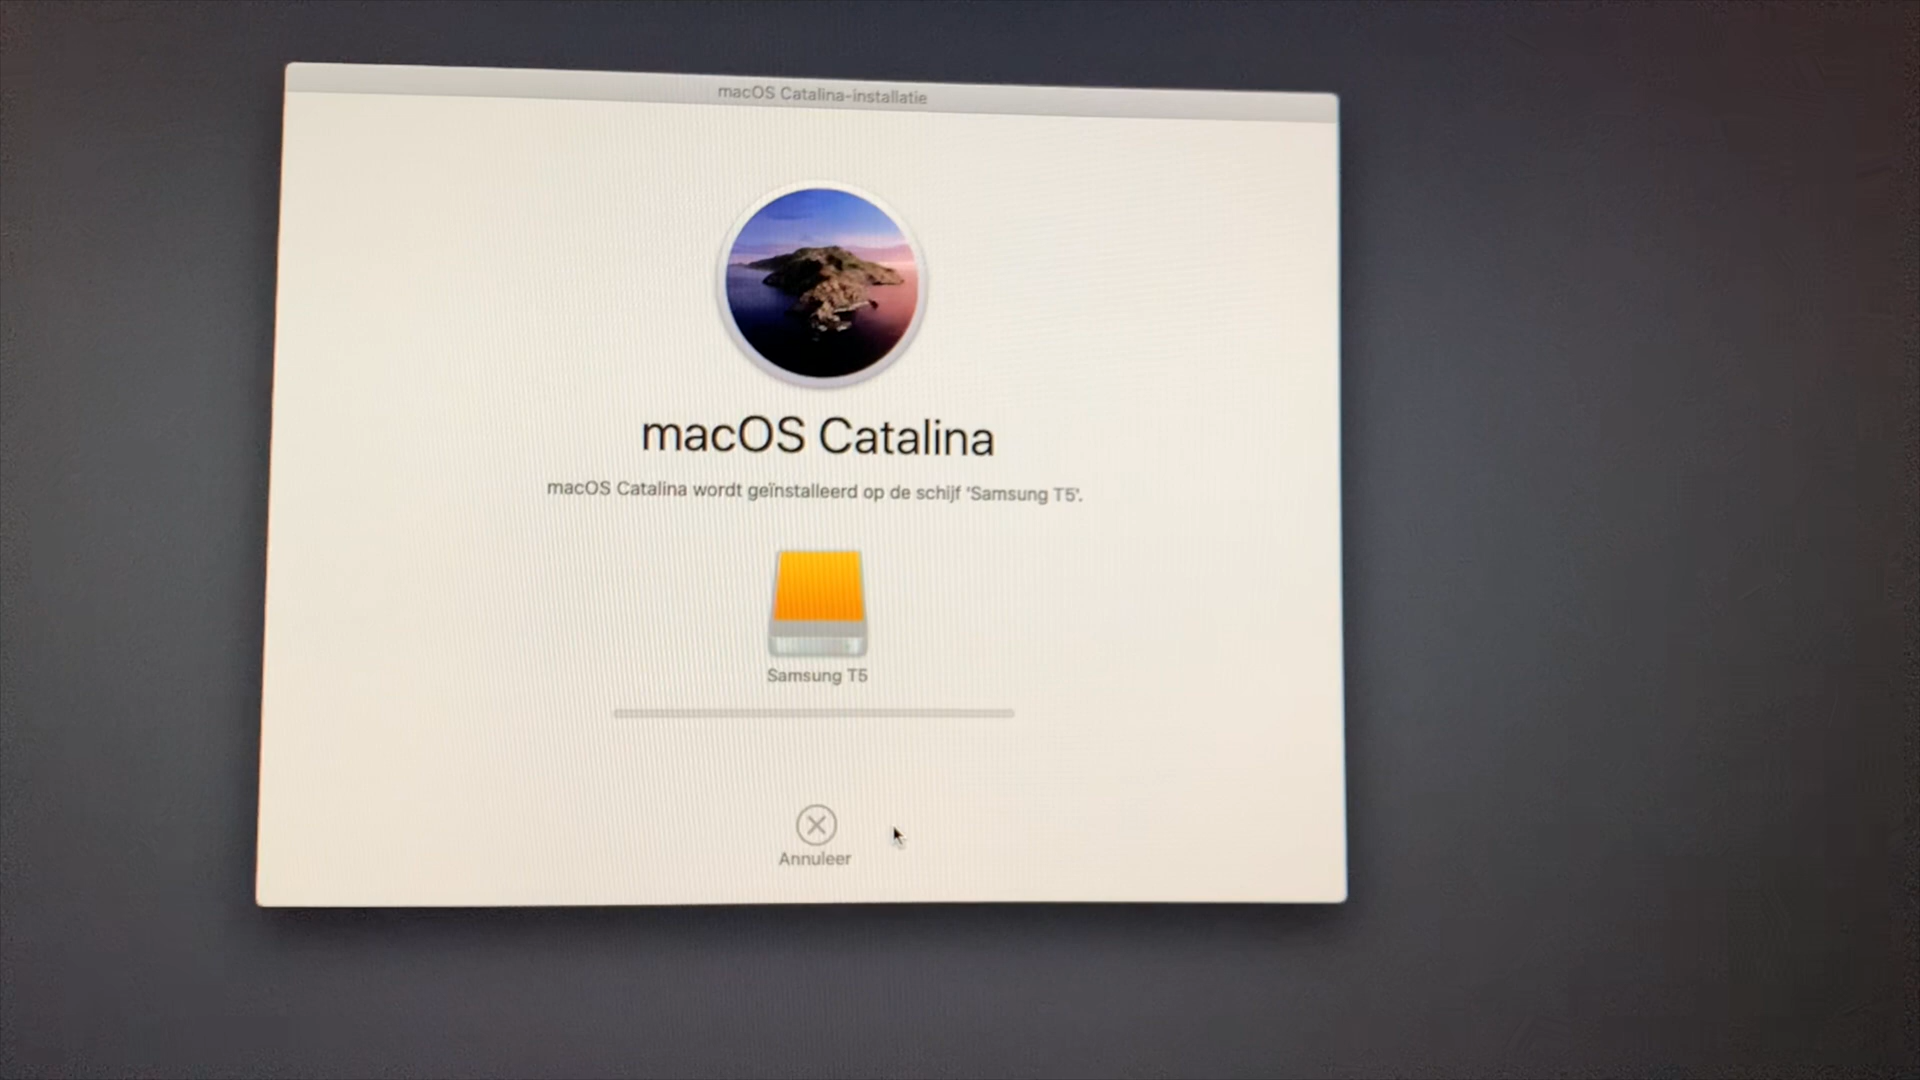 macOS Catalina-installatie
macOS Catalina
macOS Catalina wordt geïnstalleerd op de schijf 'Samsung T5'.
Samsung T5
Annuleer